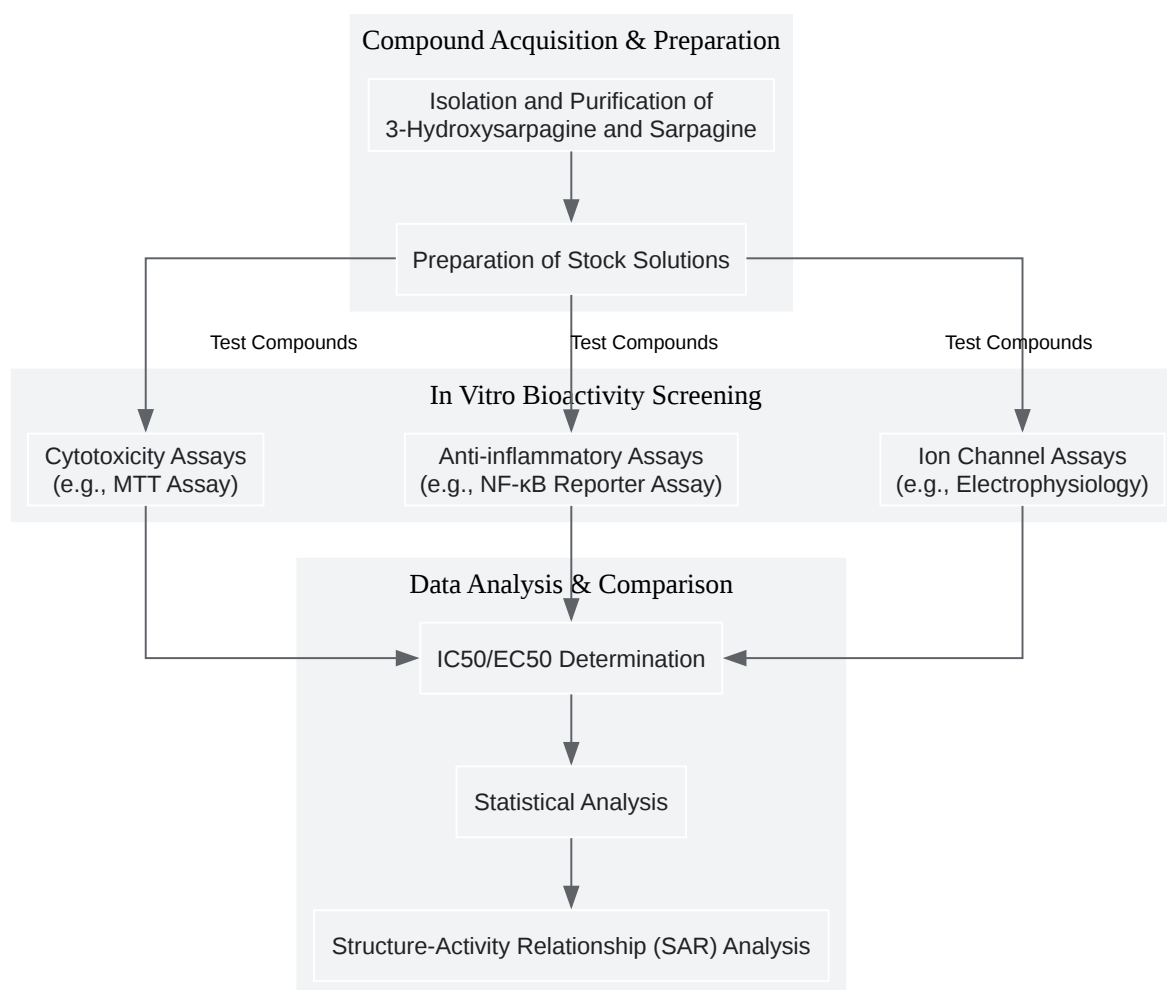 Compound Acquisition & Preparation
Isolation and Purification of
3-Hydroxysarpagine and Sarpagine
Preparation of Stock Solutions
Test Compounds
Test Compounds
Test Compounds
In Vitro Bioactivity Screening
Cytotoxicity Assays
(e.g., MTT Assay)
Anti-inflammatory Assays
(e.g., NF-κB Reporter Assay)
Ion Channel Assays
(e.g., Electrophysiology)
Data Analysis & Comparison
IC50/EC50 Determination
Statistical Analysis
Structure-Activity Relationship (SAR) Analysis